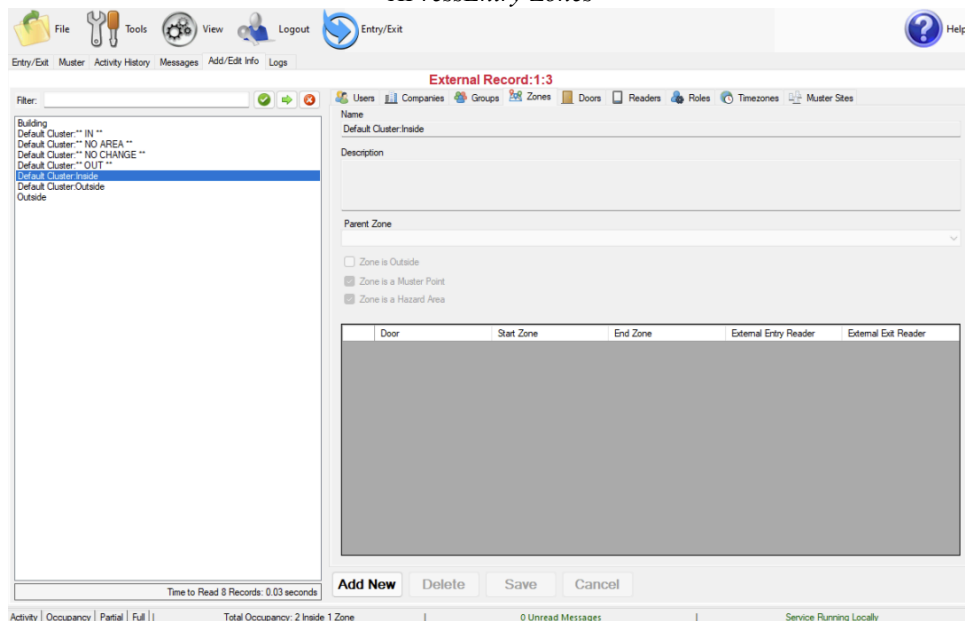 XPressEntry Zones
File Tools View Logout Entry/Exit Help
Entry/Exit Muster Activity History Messages Add/Edit Info Logs
External Record:1:3
Filter:
Users Companies Groups Zones Doors Readers Roles Timezones Muster Sites
Building
Default Cluster:** IN **
Default Cluster:** NO AREA **
Default Cluster:** NO CHANGE **
Default Cluster:** OUT **
Default Cluster:Inside
Default Cluster:Outside
Outside
Name
Default Cluster:Inside
Description
Parent Zone
Zone is Outside
Zone is a Muster Point
Zone is a Hazard Area
Door Start Zone End Zone External Entry Reader External Exit Reader
Time to Read 8 Records: 0.03 seconds
Add New Delete Save Cancel
Activity | Occupancy | Partial | Full | | Total Occupancy: 2 Inside 1 Zone | 0 Unread Messages | Service Running Locally